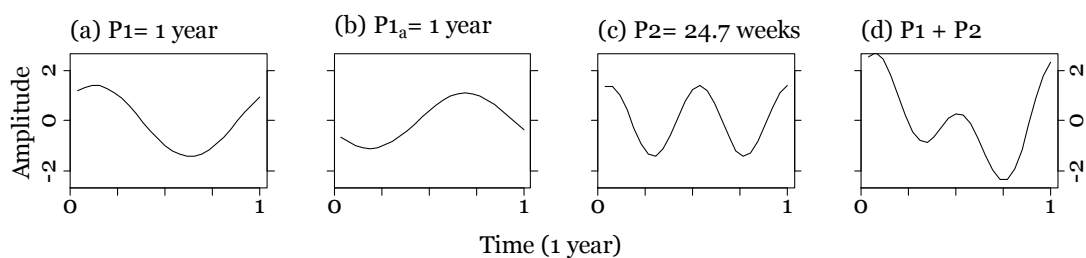 (a) P1= 1 year
(b) P1a= 1 year
(c) P2= 24.7 weeks
(d) P1 + P2
Amplitude
2
0
-2
2
0
-2
0
1
0
1
0
1
0
1
Time (1 year)